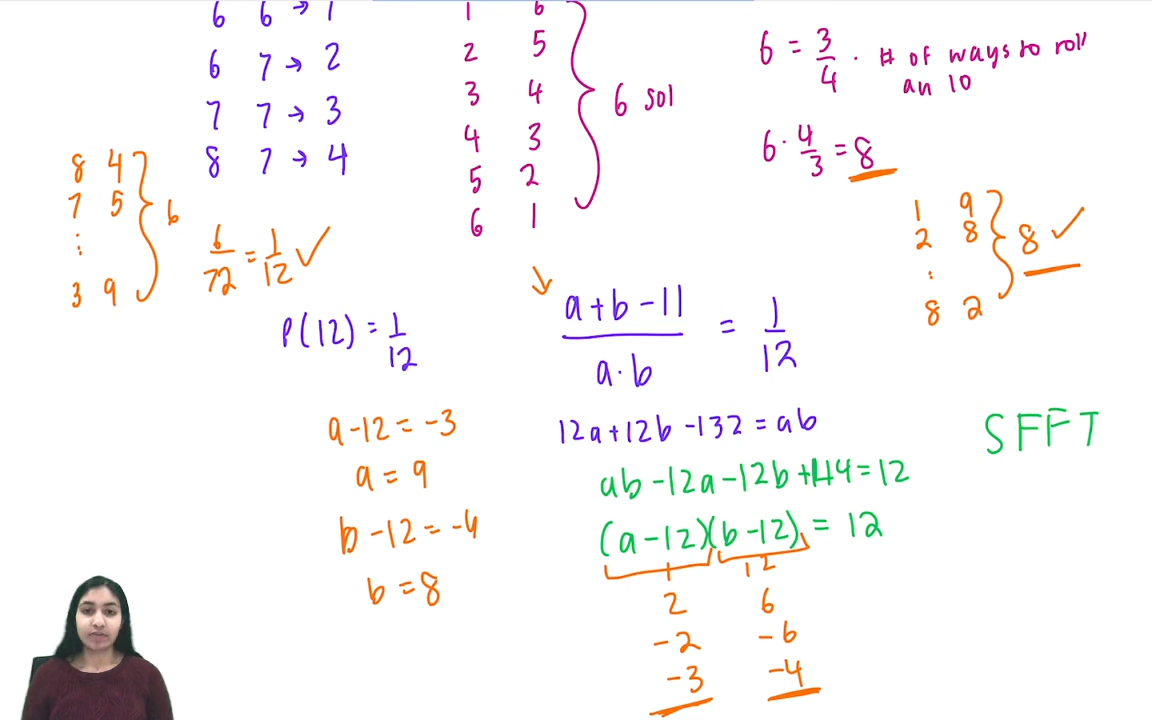 6 6 → 1
6 7 → 2
7 7 → 3
8 7 → 4
1 6
2 5
3 4
4 3
5 2
6 1
6 sol
6 = 3/4 · # of ways to roll
an 10
6 · 4/3 = 8
8 4
7 5
⋮
3 9
6
6/72 = 1/12 ✓
1 9
2 8
⋮
8 2
8 ✓
↓
P(12) = 1/12
(a+b-11)/(a·b) = 1/12
a-12 = -3
a = 9
b-12 = -4
b = 8
12a+12b-132 = ab
ab-12a-12b+144=12
(a-12)(b-12) = 12
1 12
2 6
-2 -6
-3 -4
SFFT